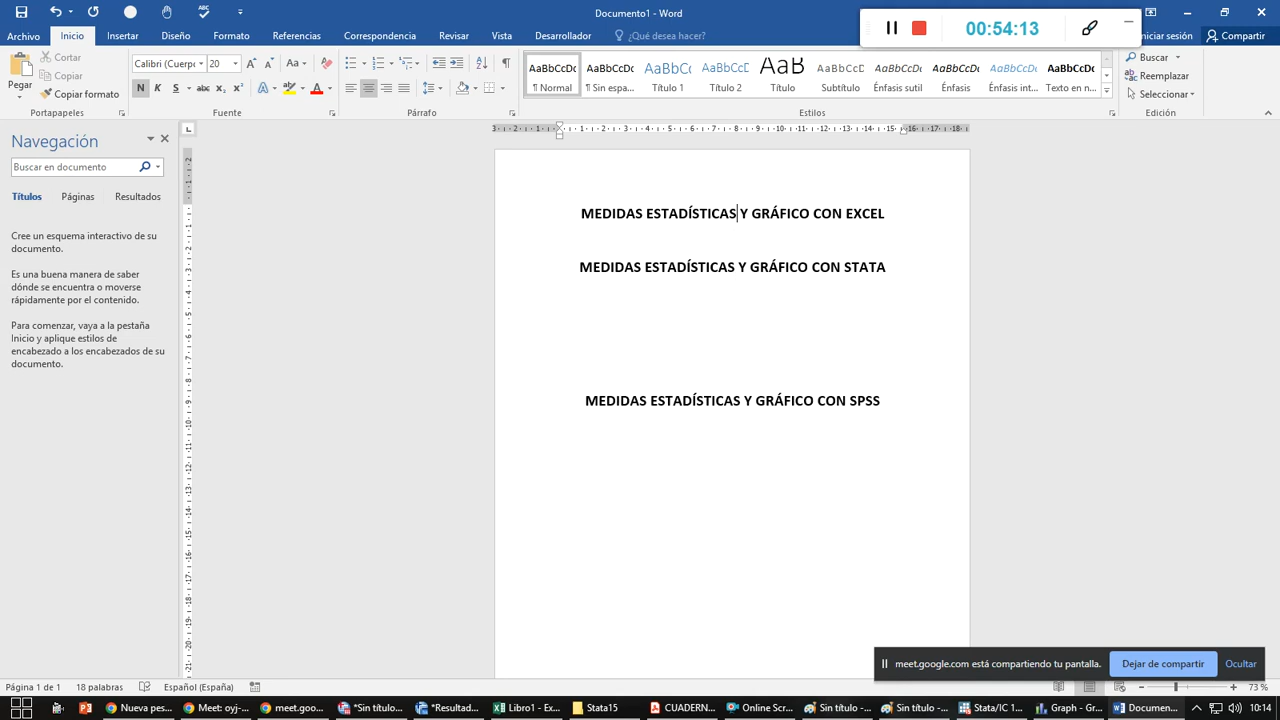 Documento1 - Word
00:54:13
Archivo Inicio Insertar Diseño Formato Referencias Correspondencia Revisar Vista Desarrollador ¿Qué desea hacer? Iniciar sesión Compartir
Pegar
Cortar
Copiar
Copiar formato
Portapapeles
Calibri (Cuerpo 20
N K S abc x₂ x²
Fuente
Párrafo
AaBbCcDc AaBbCcDc AaBbCc AaBbCcD AaB AaBbCcD AaBbCcDc AaBbCcDc AaBbCcDc AaBbCcDc
¶ Normal ¶ Sin espa... Título 1 Título 2 Título Subtítulo Énfasis sutil Énfasis Énfasis int... Texto en n...
Estilos
Buscar
Reemplazar
Seleccionar
Edición
Navegación
Buscar en documento
Títulos Páginas Resultados
Cree un esquema interactivo de su
documento.
Es una buena manera de saber
dónde se encuentra o moverse
rápidamente por el contenido.
Para comenzar, vaya a la pestaña
Inicio y aplique estilos de
encabezado a los encabezados de su
documento.
MEDIDAS ESTADÍSTICAS Y GRÁFICO CON EXCEL
MEDIDAS ESTADÍSTICAS Y GRÁFICO CON STATA
MEDIDAS ESTADÍSTICAS Y GRÁFICO CON SPSS
meet.google.com está compartiendo tu pantalla. Dejar de compartir Ocultar
Página 1 de 1 18 palabras Español (España) 73 %
Nueva pes... Meet: oyj-... meet.goo... *Sin título... *Resultad... Libro1 - Ex... Stata15 CUADERN... Online Scr... Sin título -... Sin título -... Stata/IC 1... Graph - Gr... Documen... 10:14